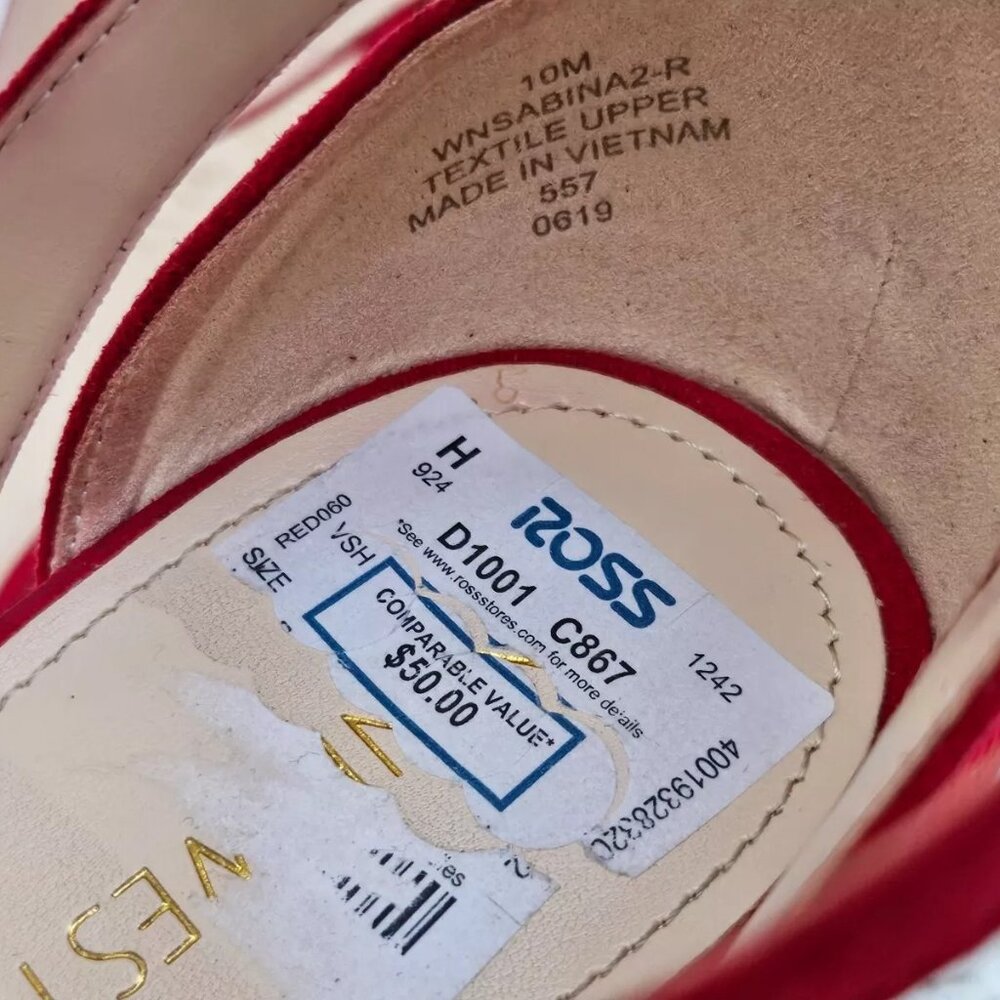 10M
WNSABINA2-R
TEXTILE UPPER
MADE IN VIETNAM
557
0619
ROSS
H
924
D1001 C867
1242
*See www.rossstores.com for more details
RED060
VSH
SIZE
COMPARABLE VALUE*
$50.00
WEST